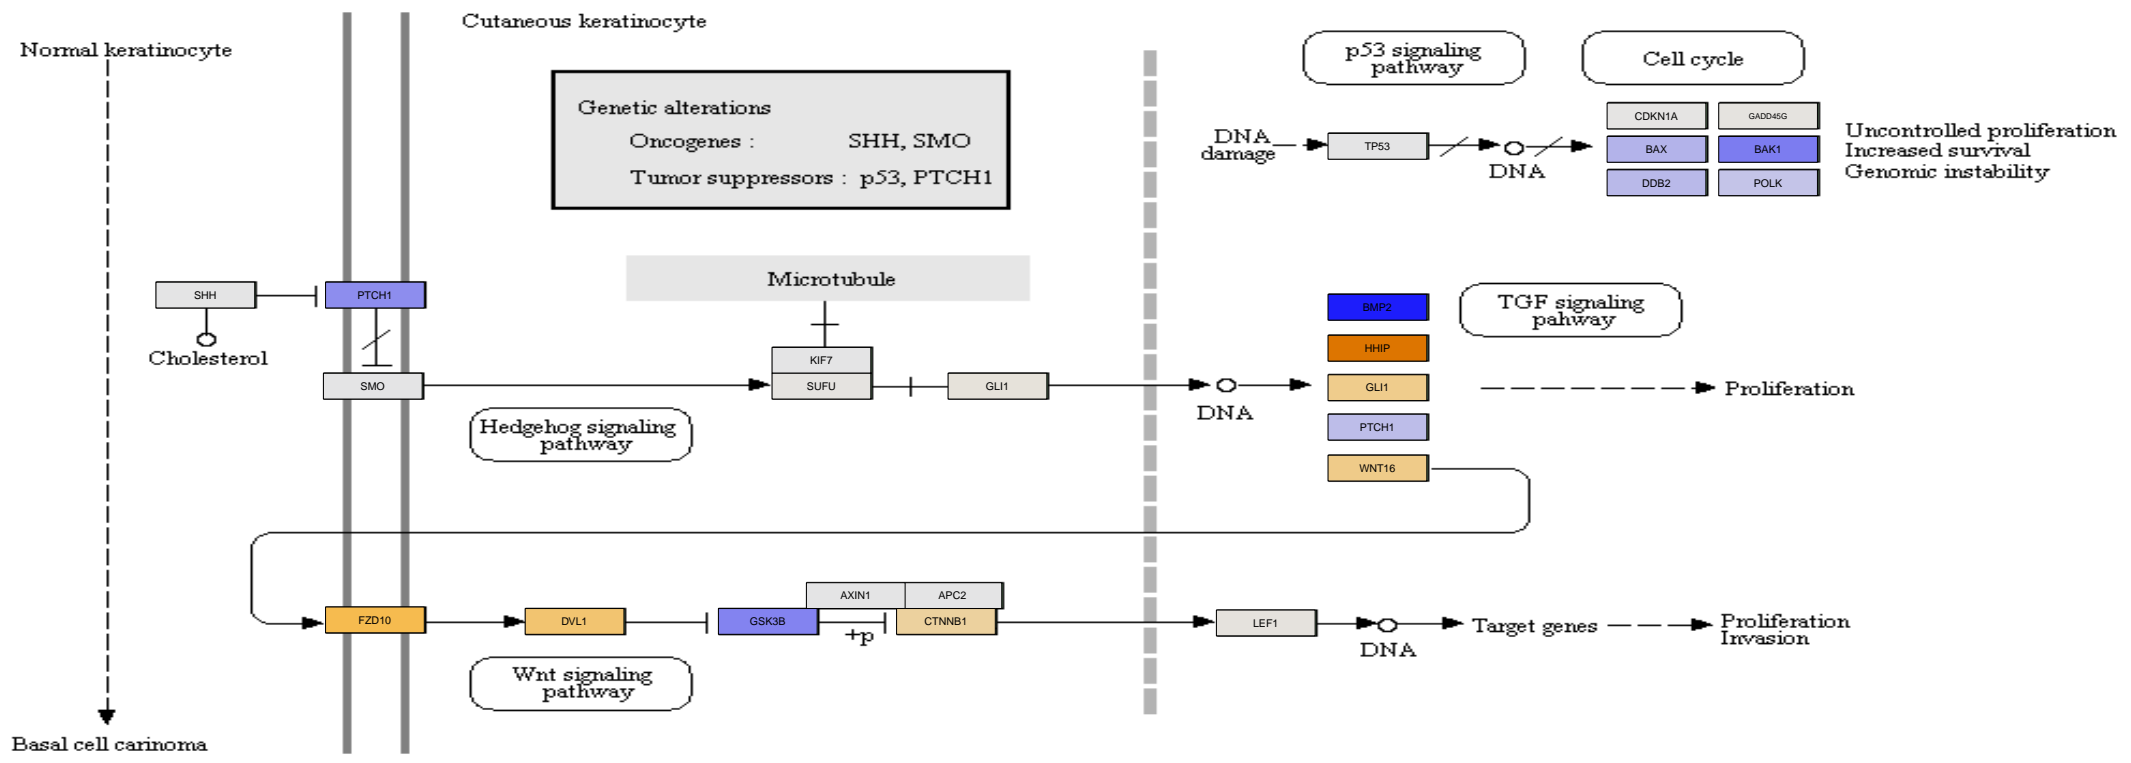 Cutaneous keratinocyte
Normal keratinocyte
p53 signaling
pathway
Cell cycle
Genetic alterations
Oncogenes : SHH, SMO
Tumor suppressors : p53, PTCH1
DNA
damage
TP53
DNA
CDKN1A
GADD45G
BAX
BAK1
DDB2
POLK
Uncontrolled proliferation
Increased survival
Genomic instability
Microtubule
SHH
PTCH1
Cholesterol
SMO
KIF7
SUFU
GLI1
Hedgehog signaling
pathway
DNA
BMP2
HHIP
GLI1
PTCH1
WNT16
TGF signaling
pahway
Proliferation
FZD10
DVL1
GSK3B
AXIN1
APC2
CTNNB1
+p
LEF1
DNA
Target genes
Proliferation
Invasion
Wnt signaling
pathway
Basal cell carinoma